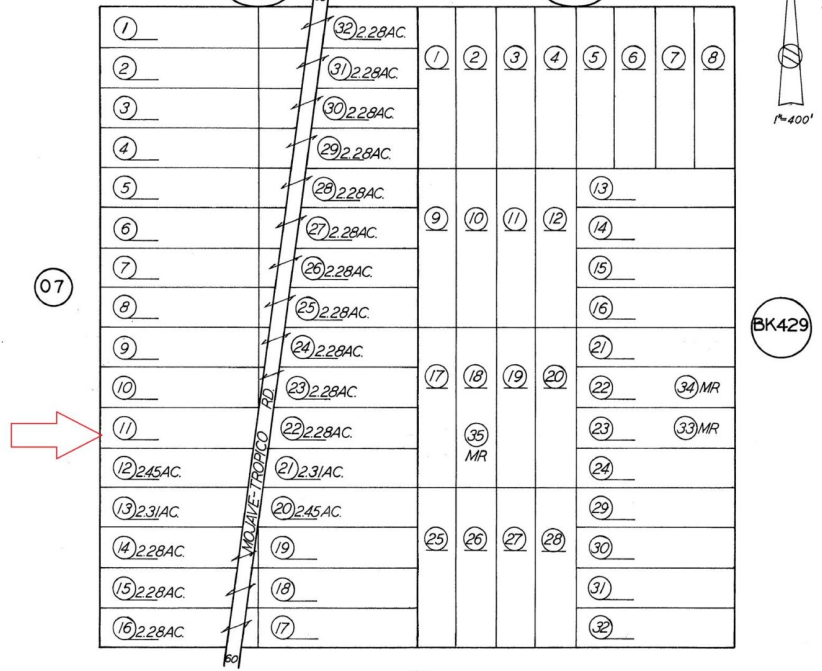 1 32 2.28AC.
2 31 2.28AC.
3 30 2.28AC.
4 29 2.28AC.
5 28 2.28AC.
6 27 2.28AC.
7 26 2.28AC.
8 25 2.28AC.
9 24 2.28AC.
10 23 2.28AC.
11 22 2.28AC.
12 2.45AC. 21 2.31AC.
13 2.31AC. 20 2.45AC.
14 2.28AC. 19
15 2.28AC. 18
16 2.28AC. 17
MOJAVE-TROPICO RD.
60
07
1 2 3 4 5 6 7 8
9 10 11 12
13
14
15
16
17 18 19 20
35
MR
21
22 34 MR
23 33 MR
24
25 26 27 28
29
30
31
32
1"=400'
BK429